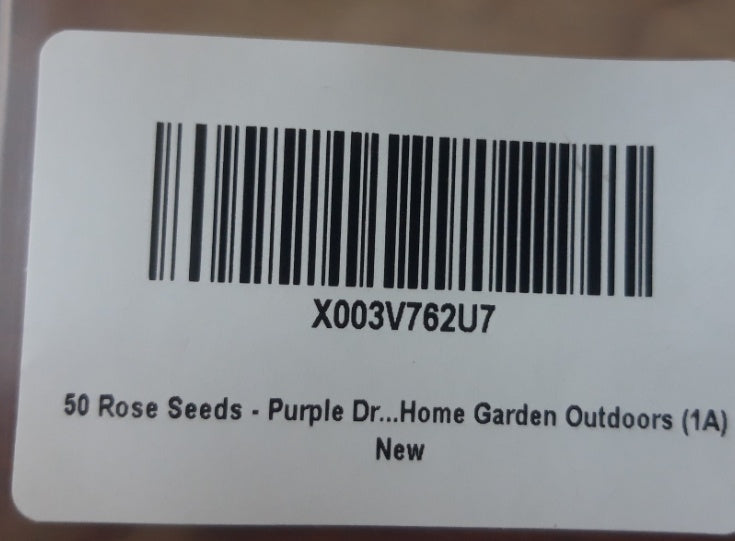 X003V762U7
50 Rose Seeds - Purple Dr...Home Garden Outdoors (1A)
New